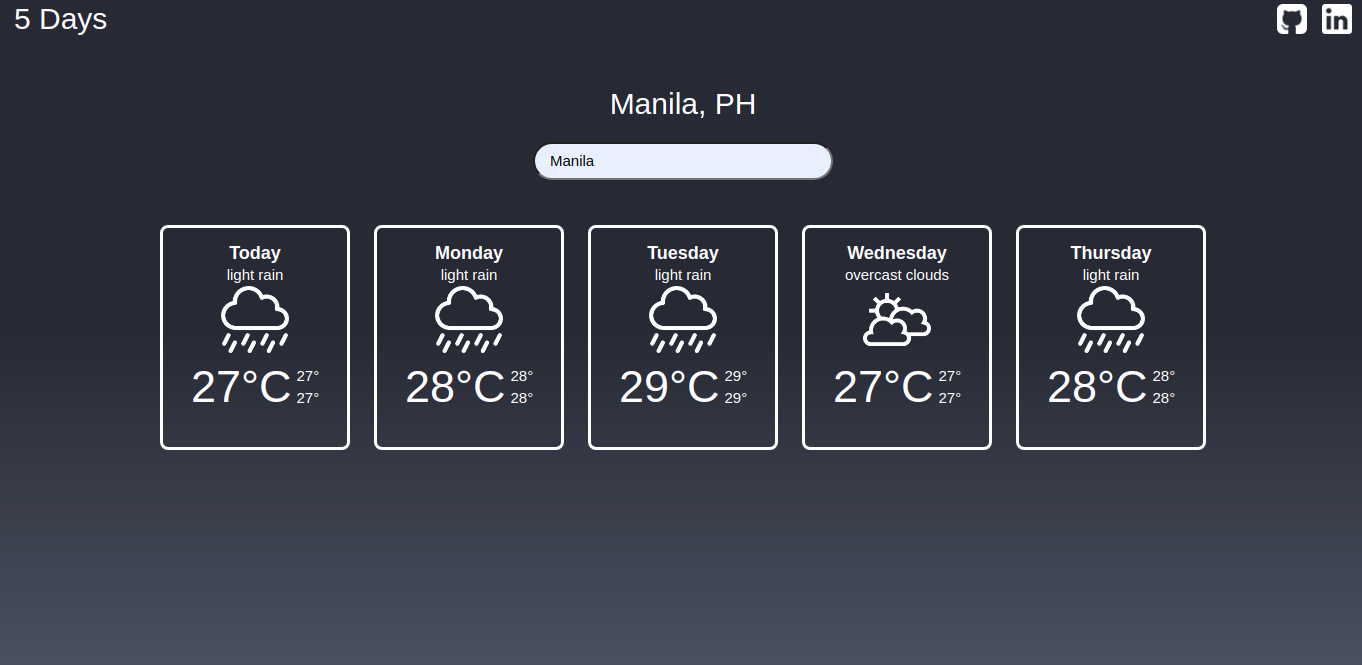 5 Days
in
Manila, PH
Manila
Today
light rain
27°C
27°
27°
Monday
light rain
28°C
28°
28°
Tuesday
light rain
29°C
29°
29°
Wednesday
overcast clouds
27°C
27°
27°
Thursday
light rain
28°C
28°
28°